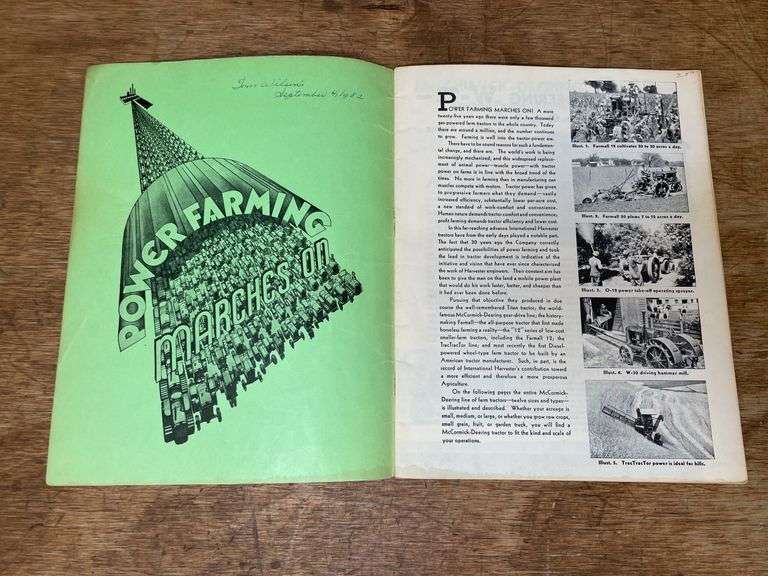 Tom Wilson
September 4/1982
POWER FARMING
MARCHES ON
POWER FARMING MARCHES ON! A mere
twenty-five years ago there were only a few thousand
gas-powered farm tractors in the whole country. Today
there are around a million, and the number continues
to grow. Farming is well into the tractor-power era.
There have to be sound reasons for such a fundamen-
tal change, and there are. The world's work is being
increasingly mechanized, and this widespread replace-
ment of animal power—muscle power—with tractor
power on farms is in line with the broad trend of the
times. No more in farming than in manufacturing can
muscles compete with motors. Tractor power has given
to progressive farmers what they demand—vastly
increased efficiency, substantially lower per-acre cost,
a new standard of work-comfort and convenience.
Human nature demands tractor comfort and convenience;
profit farming demands tractor efficiency and lower cost.
In this far-reaching advance International Harvester
tractors have from the early days played a notable part.
The fact that 30 years ago the Company correctly
anticipated the possibilities of power farming and took
the lead in tractor development is indicative of the
initiative and vision that have ever since characterized
the work of Harvester engineers. Their constant aim has
been to give the man on the land a mobile power plant
that would do his work faster, better, and cheaper than
it had ever been done before.
Pursuing that objective they produced in due
course the well-remembered Titan tractor; the world-
famous McCormick-Deering gear-drive line; the history-
making Farmall—the all-purpose tractor that first made
horseless farming a reality—the "12" series of low-cost
smaller-farm tractors, including the Farmall 12; the
TracTracTor line; and most recently the first Diesel-
powered wheel-type farm tractor to be built by an
American tractor manufacturer. Such, in part, is the
record of International Harvester's contribution toward
a more efficient and therefore a more prosperous
Agriculture.
On the following pages the entire McCormick-
Deering line of farm tractors—twelve sizes and types—
is illustrated and described. Whether your acreage is
small, medium, or large, or whether you grow row crops,
small grain, fruit, or garden truck, you will find a
McCormick-Deering tractor to fit the kind and scale of
your operations.
Illust. 1. Farmall 12 cultivates 20 to 30 acres a day.
Illust. 2. Farmall 20 plows 7 to 10 acres a day.
Illust. 3. O-12 power take-off operating sprayer.
Illust. 4. W-30 driving hammer mill.
Illust. 5. TracTracTor power is ideal for hills.